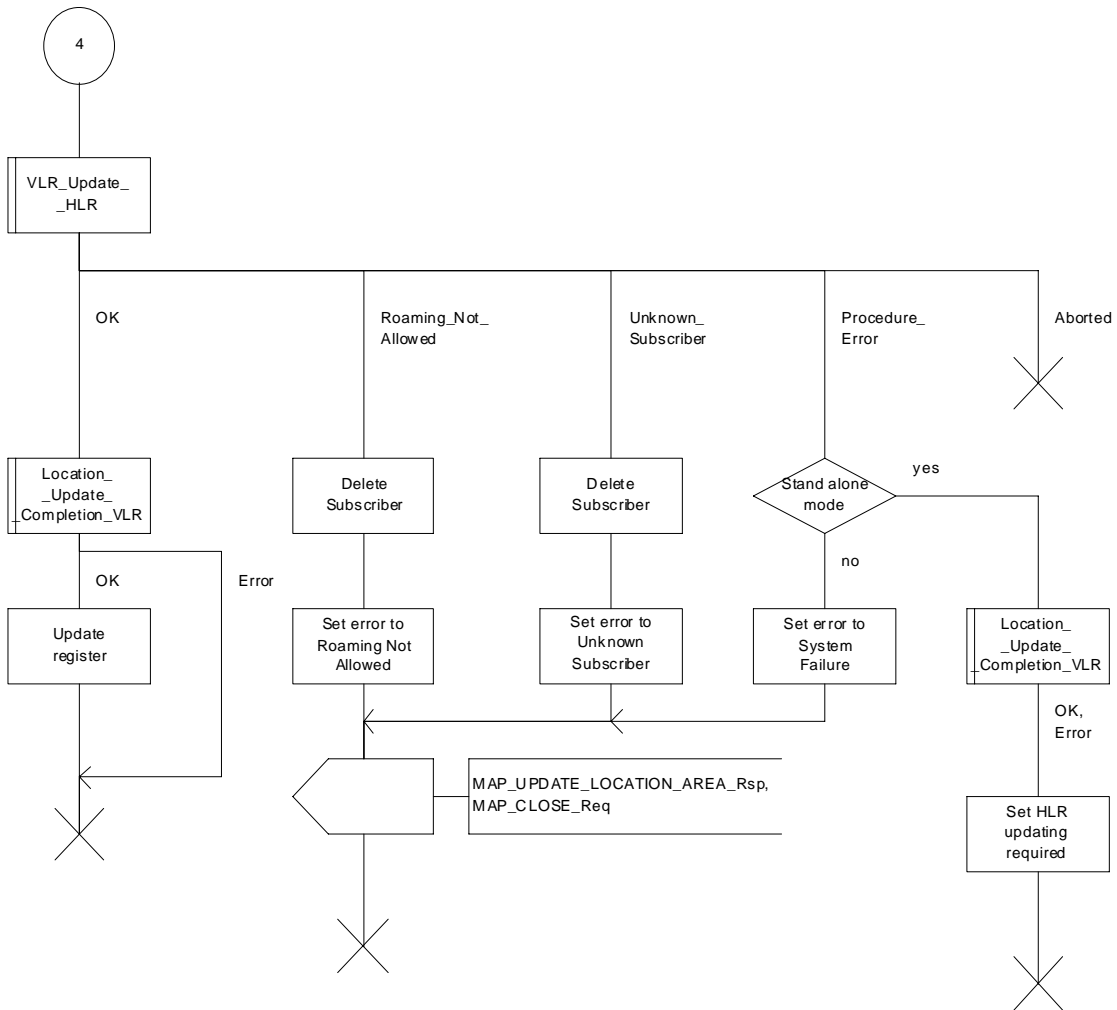 4
VLR_Update_
_HLR
OK
Roaming_Not_
Allowed
Unknown_
Subscriber
Procedure_
Error
Aborted
Location_
_Update_
_Completion_VLR
Delete
Subscriber
Delete
Subscriber
Stand alone
mode
yes
no
OK
Error
Update
register
Set error to
Roaming Not
Allowed
Set error to
Unknown
Subscriber
Set error to
System
Failure
Location_
_Update_
_Completion_VLR
OK,
Error
MAP_UPDATE_LOCATION_AREA_Rsp,
MAP_CLOSE_Req
Set HLR
updating
required